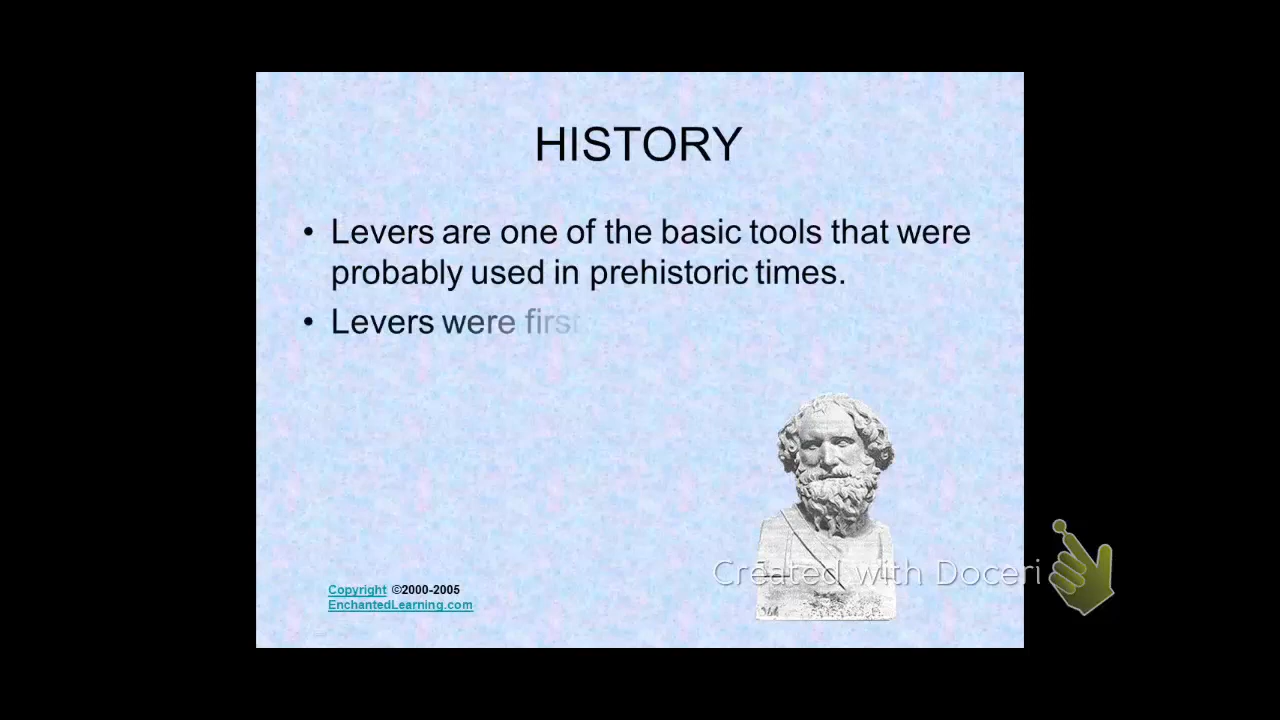 HISTORY
• Levers are one of the basic tools that were
probably used in prehistoric times.
• Levers were first
Copyright ©2000-2005
EnchantedLearning.com
Created with Doceri